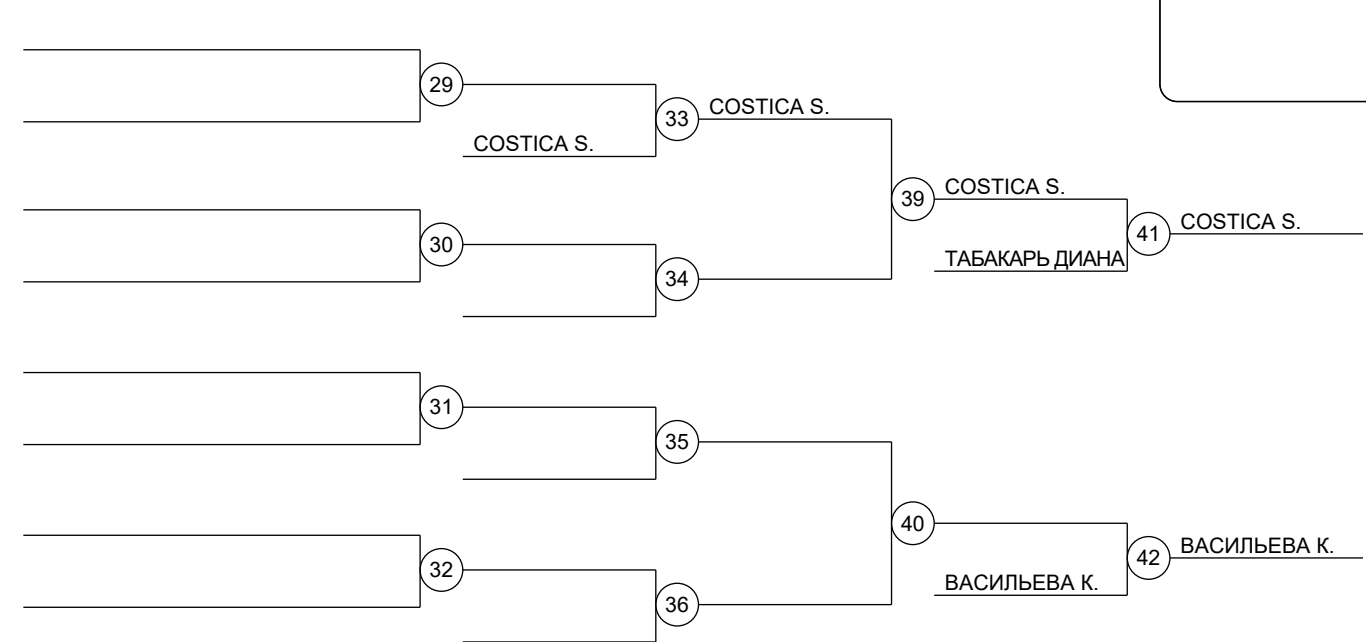 29
33 COSTICA S.
COSTICA S.
39 COSTICA S.
41 COSTICA S.
30
ТАБАКАРЬ ДИАНА
34
31
35
40
42 ВАСИЛЬЕВА К.
32
ВАСИЛЬЕВА К.
36